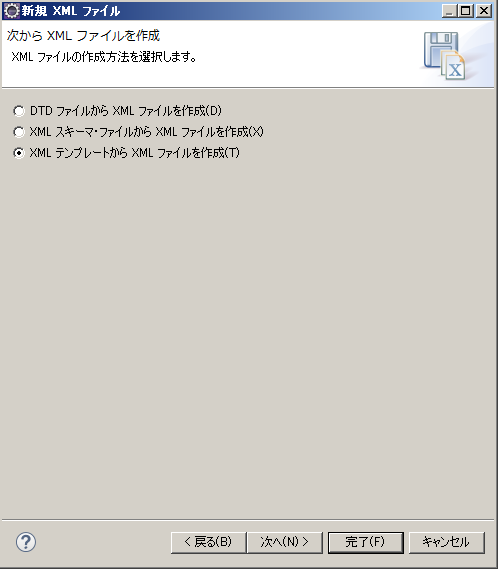 新規 XML ファイル
次から XML ファイルを作成
XML ファイルの作成方法を選択します。
X
DTD ファイルから XML ファイルを作成(D)
XML スキーマ・ファイルから XML ファイルを作成(X)
XML テンプレートから XML ファイルを作成(T)
?
< 戻る(B)
次へ(N) >
完了(F)
キャンセル